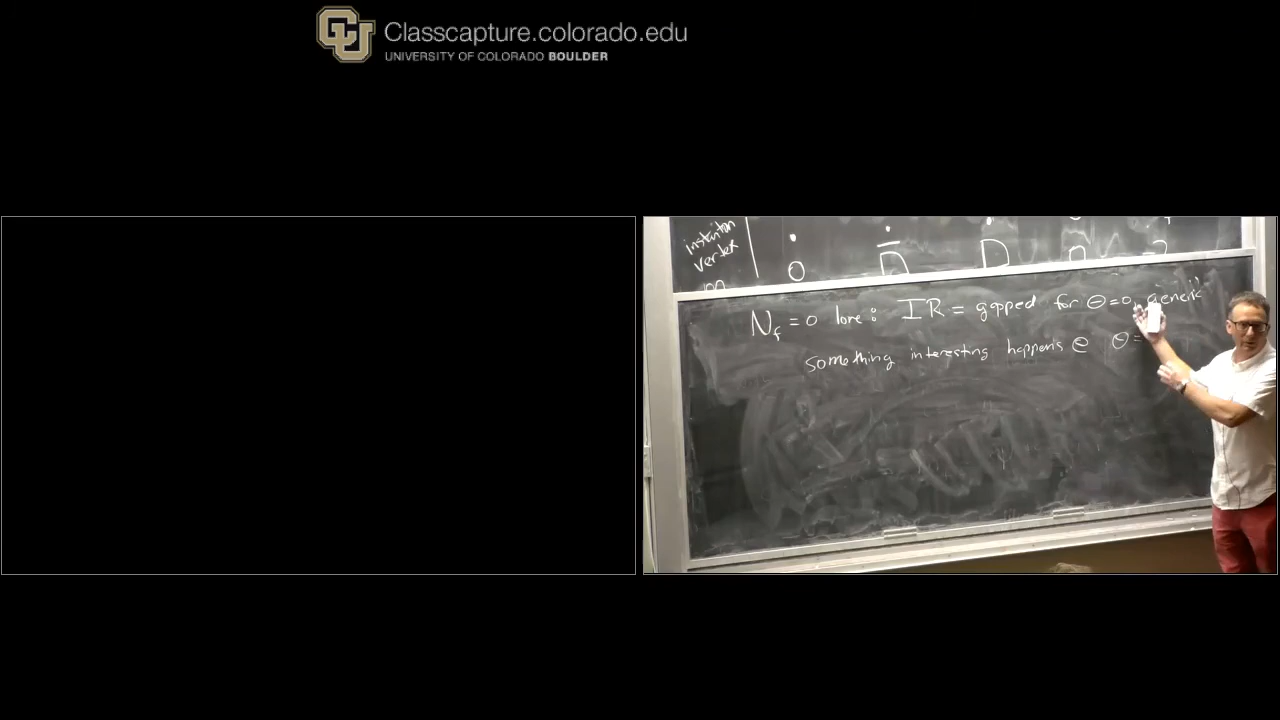 Classcapture.colorado.edu
UNIVERSITY OF COLORADO BOULDER
instanton
vertex
N_f = 0 lore: IR = gapped for Θ=0, generic
something interesting happens @ Θ =